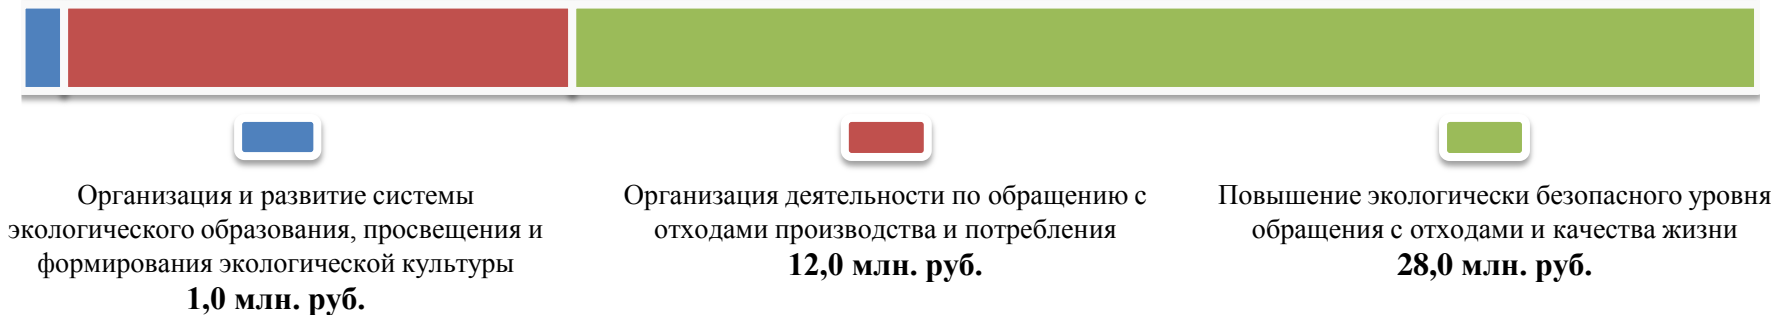 Организация и развитие системы
экологического образования, просвещения и
формирования экологической культуры
1,0 млн. руб.
Организация деятельности по обращению с
отходами производства и потребления
12,0 млн. руб.
Повышение экологически безопасного уровня
обращения с отходами и качества жизни
28,0 млн. руб.